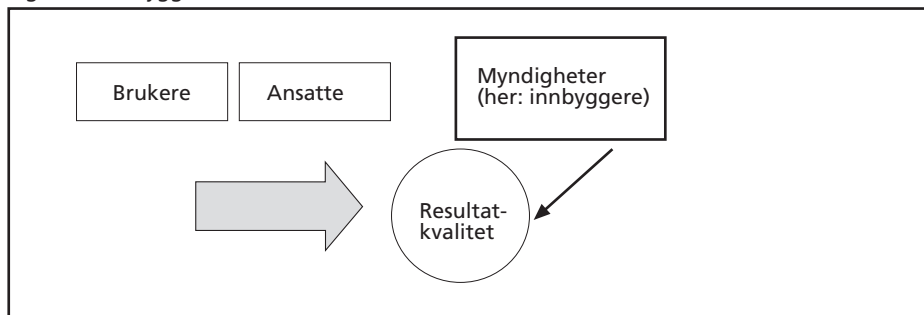 Brukere
Ansatte
Myndigheter
(her: innbyggere)
Resultat-
kvalitet